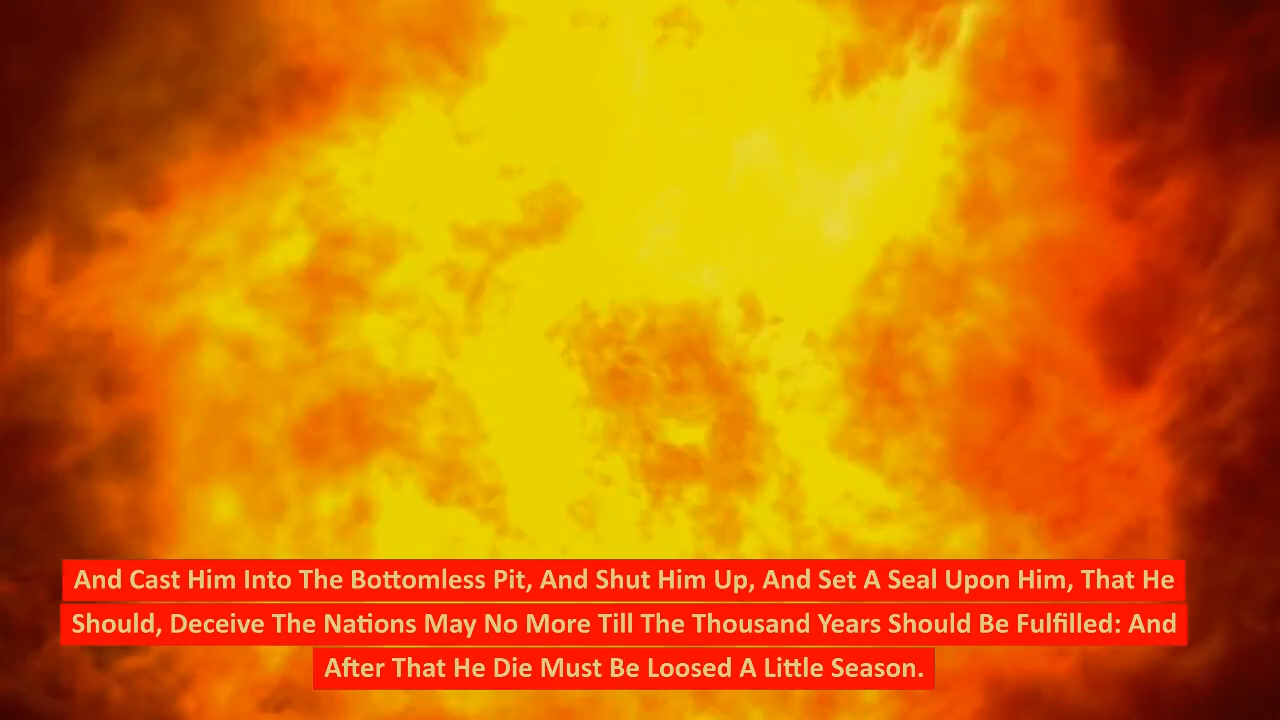 And Cast Him Into The Bottomless Pit, And Shut Him Up, And Set A Seal Upon Him, That He
Should, Deceive The Nations May No More Till The Thousand Years Should Be Fulfilled: And
After That He Die Must Be Loosed A Little Season.